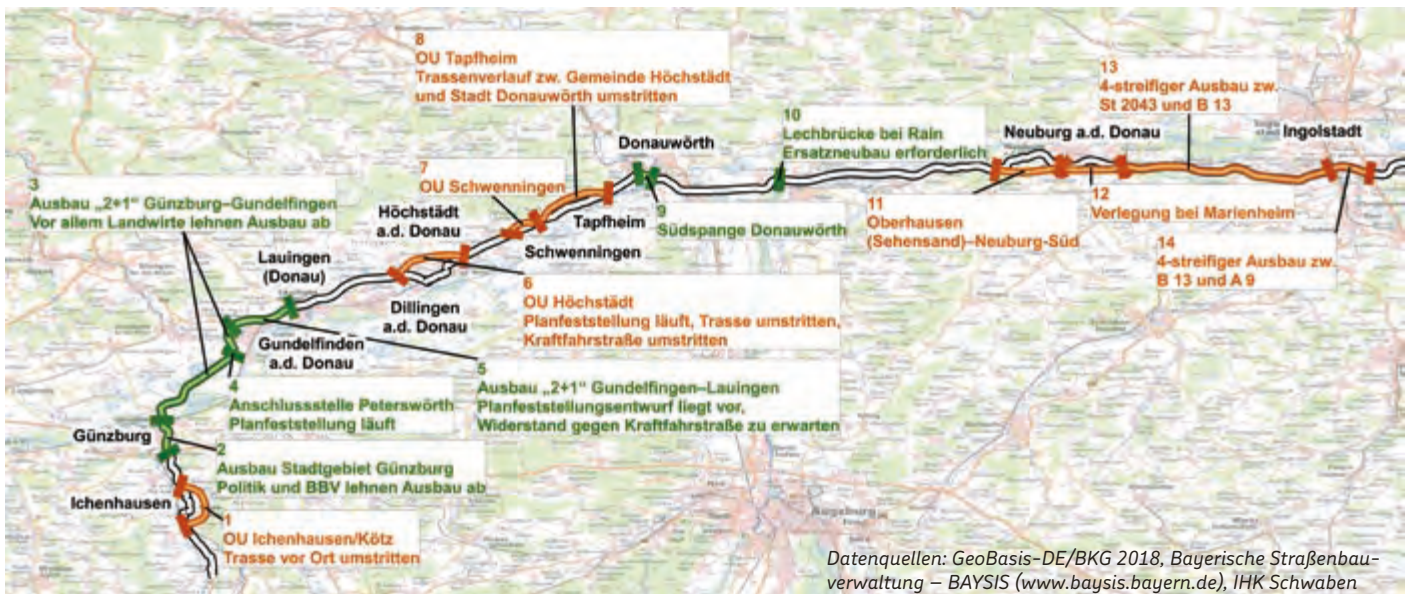 8
OU Tapfheim
Trassenverlauf zw. Gemeinde Höchstädt
und Stadt Donauwörth umstritten
13
4-streifiger Ausbau zw.
St 2043 und B 13
10
Lechbrücke bei Rain
Ersatzneubau erforderlich
Neuburg a.d. Donau
Ingolstadt
Donauwörth
7
OU Schwenningen
3
Ausbau „2+1“ Günzburg–Gundelfingen
Vor allem Landwirte lehnen Ausbau ab
Höchstädt
a.d. Donau
Tapfheim
9
Südspange Donauwörth
11
Oberhausen
(Sehensand)–Neuburg-Süd
12
Verlegung bei Marienheim
14
4-streifiger Ausbau zw.
B 13 und A 9
Schwenningen
Lauingen
(Donau)
6
OU Höchstädt
Planfeststellung läuft, Trasse umstritten,
Kraftfahrstraße umstritten
Dillingen
a.d. Donau
Gundelfinden
a.d. Donau
4
Anschlussstelle Peterswörth
Planfeststellung läuft
5
Ausbau „2+1“ Gundelfingen–Lauingen
Planfeststellungsentwurf liegt vor,
Widerstand gegen Kraftfahrstraße zu erwarten
Günzburg
2
Ausbau Stadtgebiet Günzburg
Politik und BBV lehnen Ausbau ab
Ichenhausen
1
OU Ichenhausen/Kötz
Trasse vor Ort umstritten
Augsburg
Datenquellen: GeoBasis-DE/BKG 2018, Bayerische Straßenbau-
verwaltung – BAYSIS (www.baysis.bayern.de), IHK Schwaben